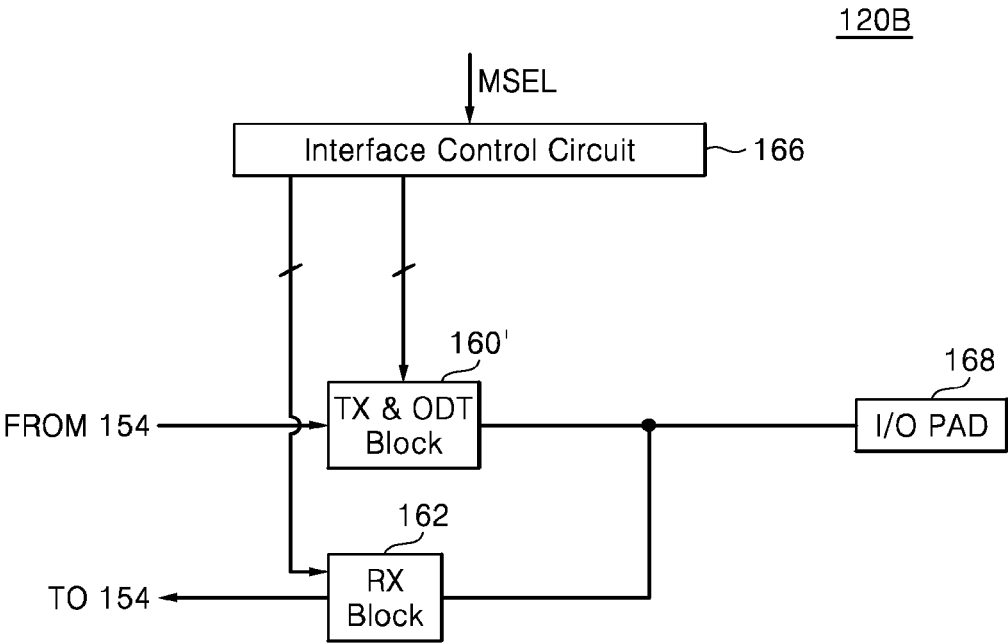 120B
MSEL
Interface Control Circuit
166
160'
168
FROM 154
TX & ODT
Block
I/O PAD
162
TO 154
RX
Block